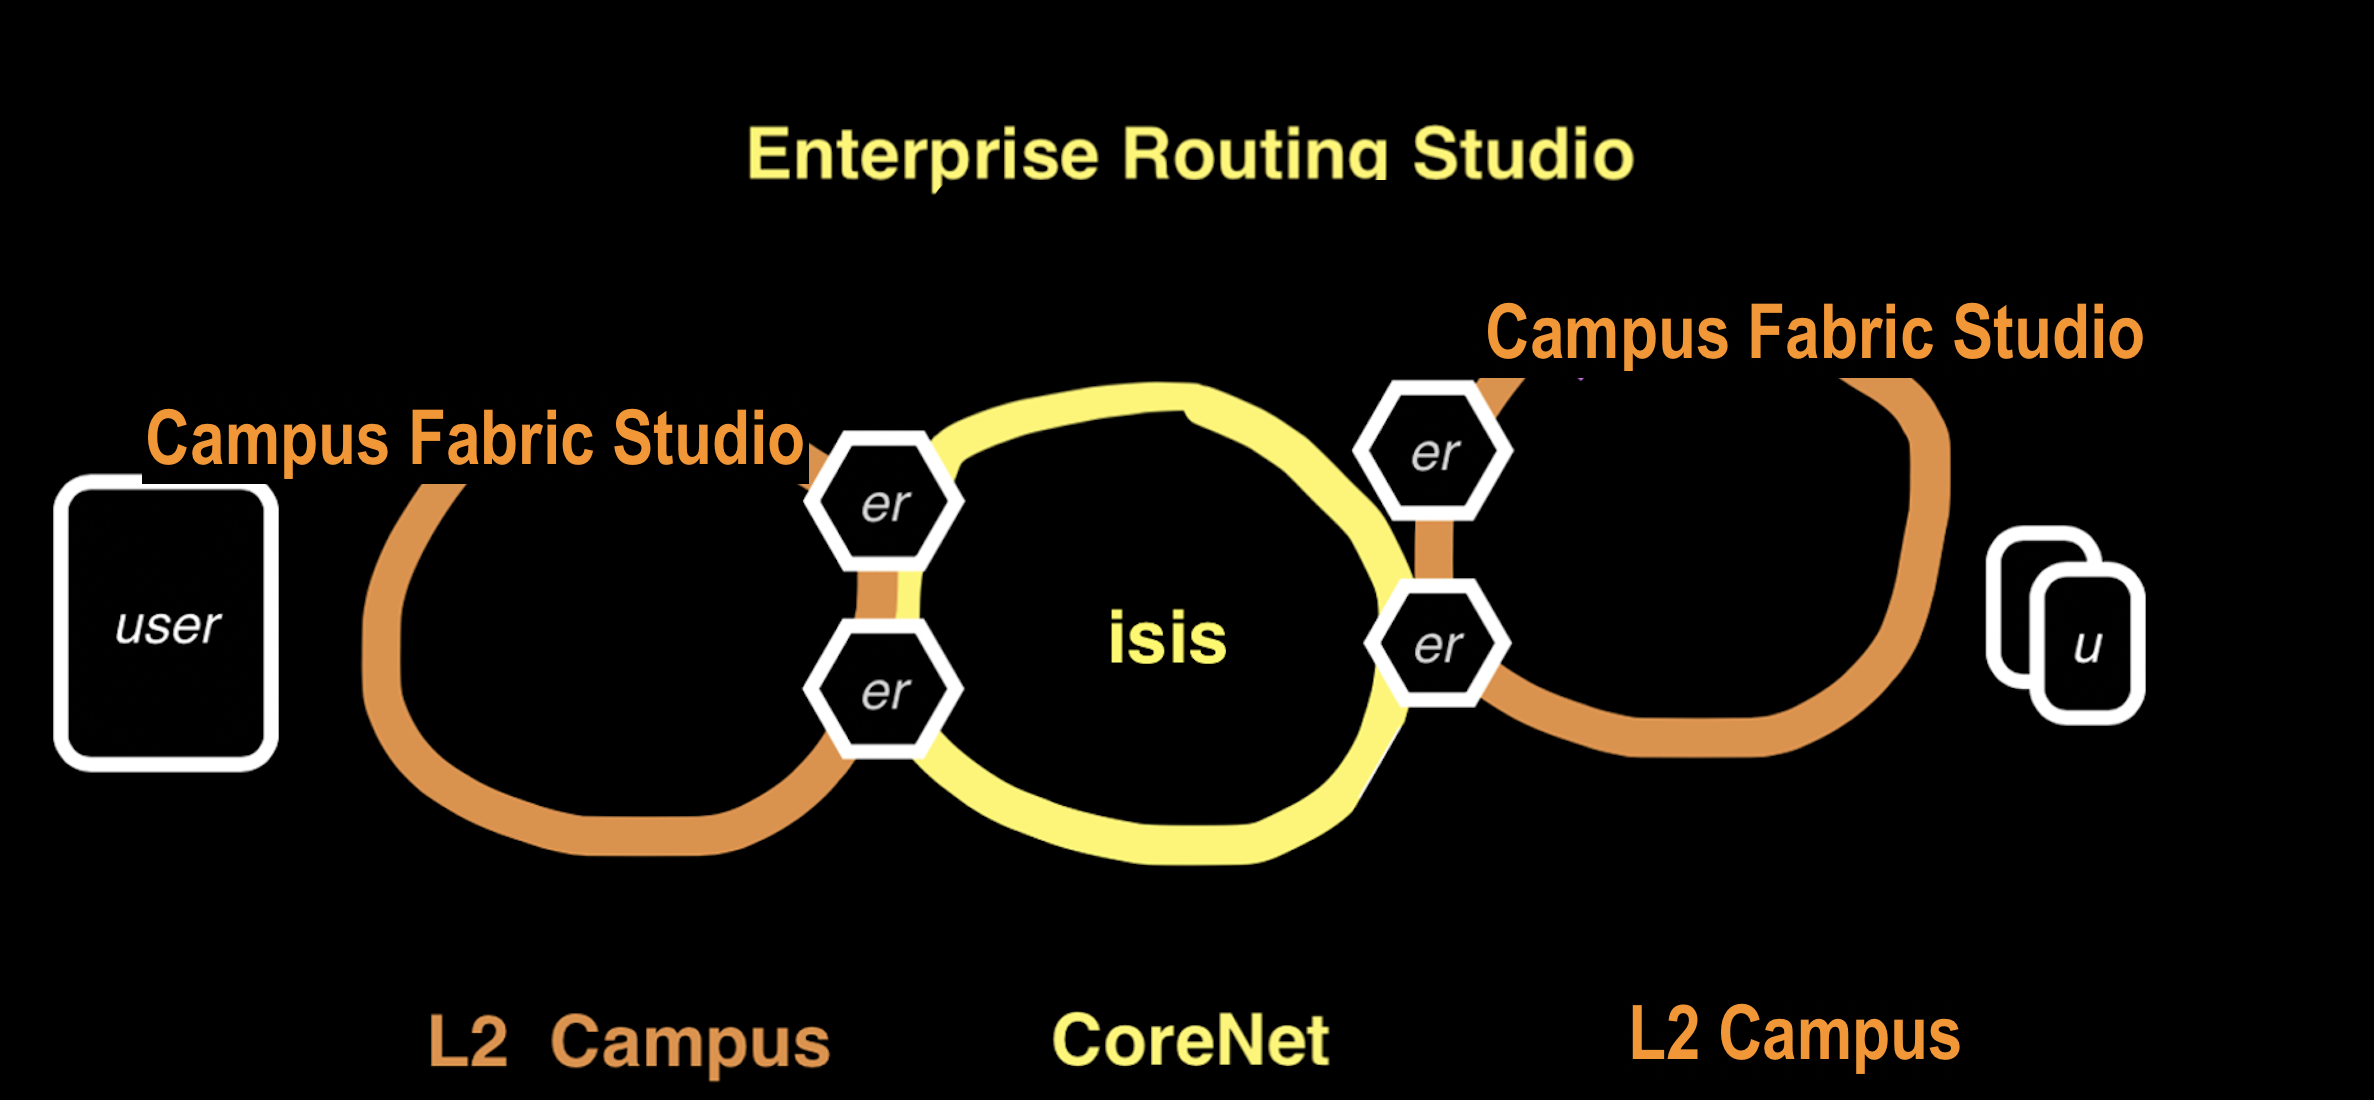 Enterprise Routing Studio
Campus Fabric Studio
Campus Fabric Studio
er
er
er
er
user
isis
u
L2 Campus
CoreNet
L2 Campus